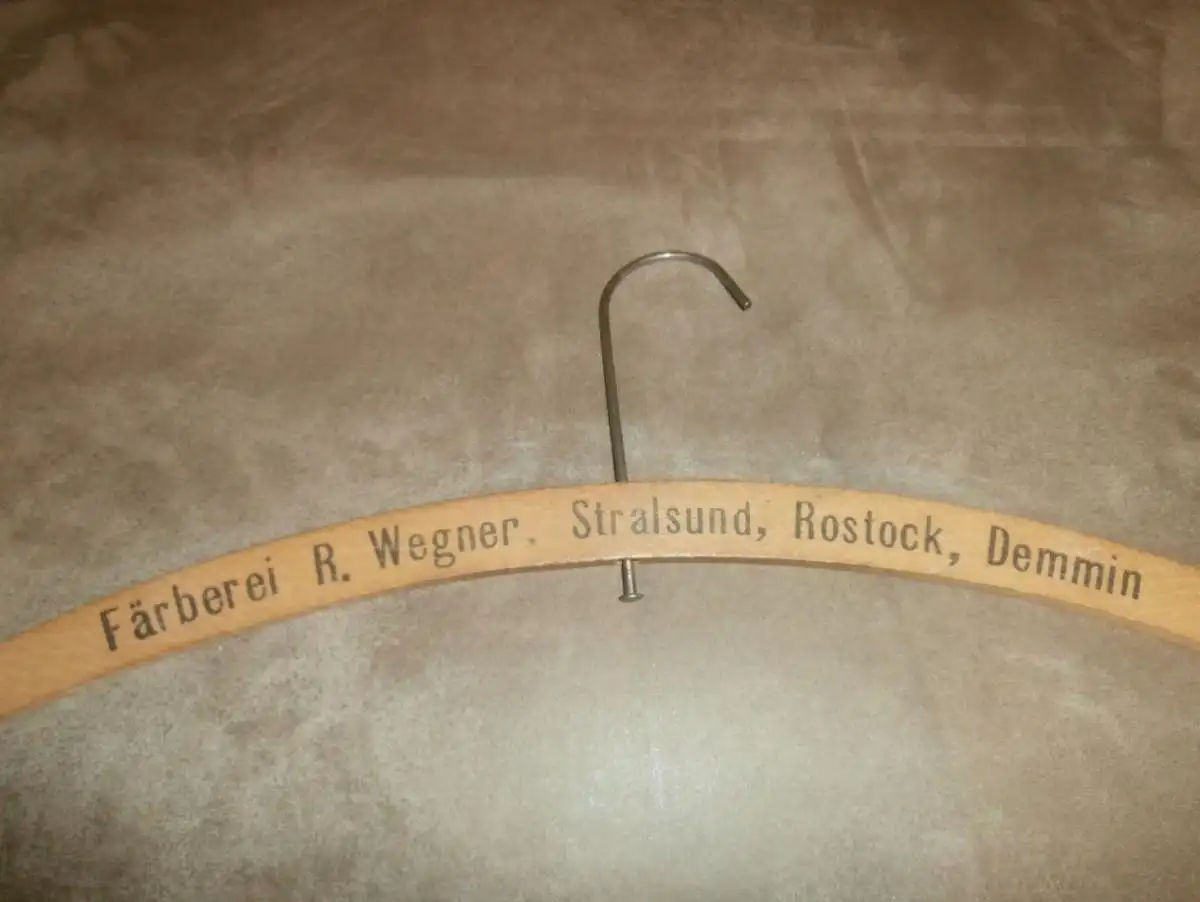 Färberei R. Wegner. Stralsund, Rostock, Demmin